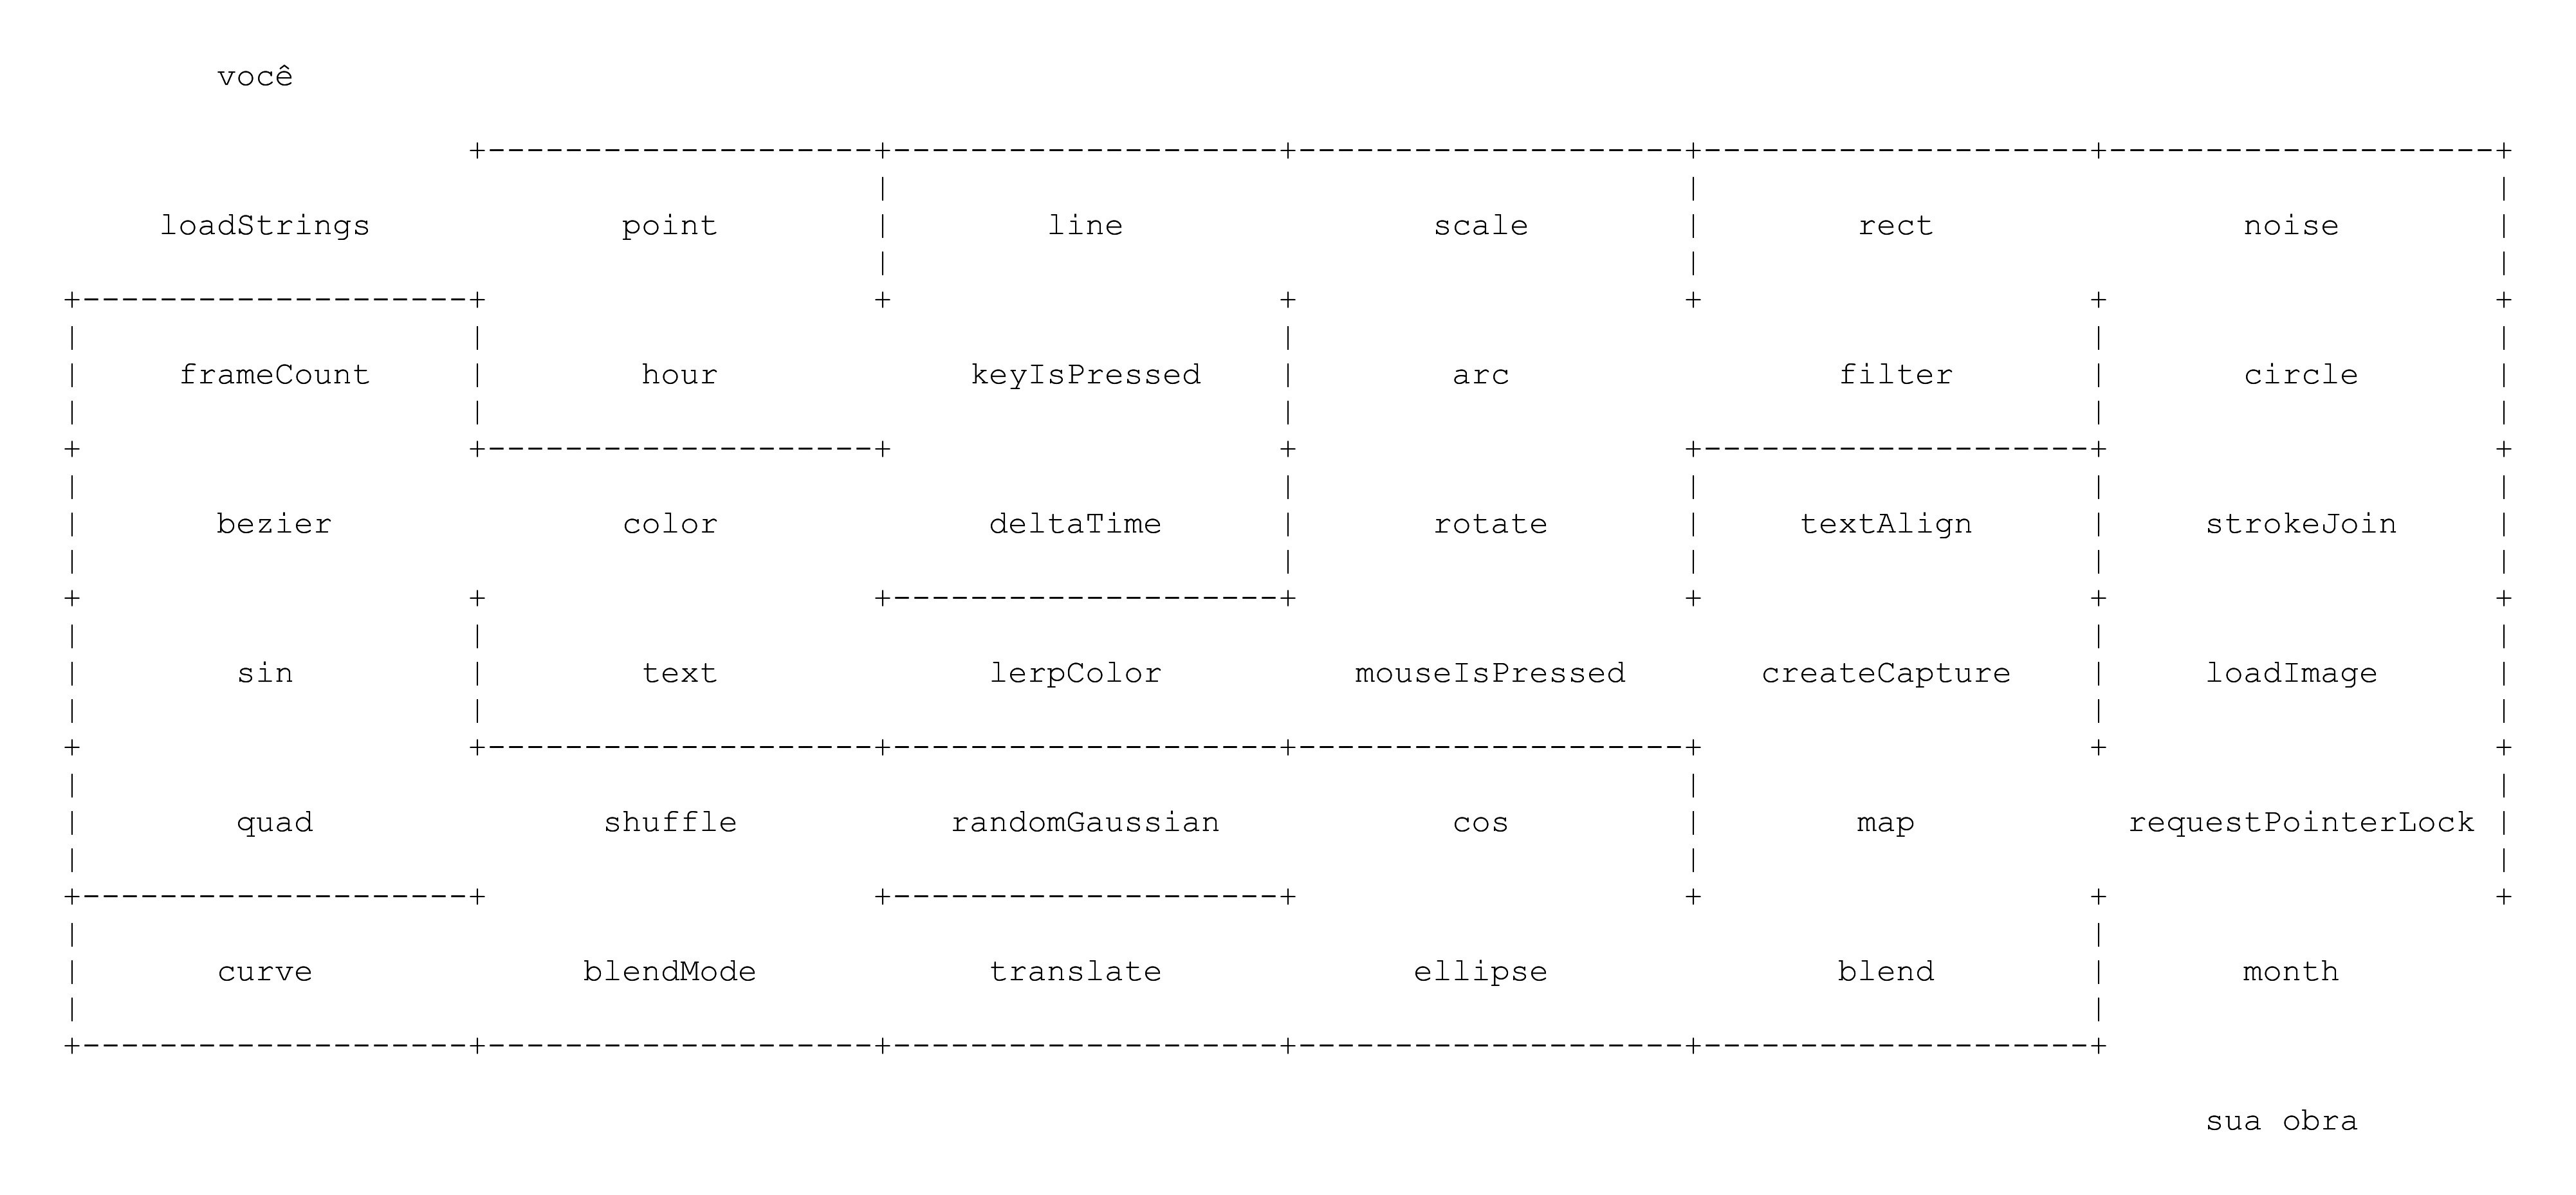 você
loadStrings point line scale rect noise
frameCount hour keyIsPressed arc filter circle
bezier color deltaTime rotate textAlign strokeJoin
sin text lerpColor mouseIsPressed createCapture loadImage
quad shuffle randomGaussian cos map requestPointerLock
curve blendMode translate ellipse blend month
sua obra